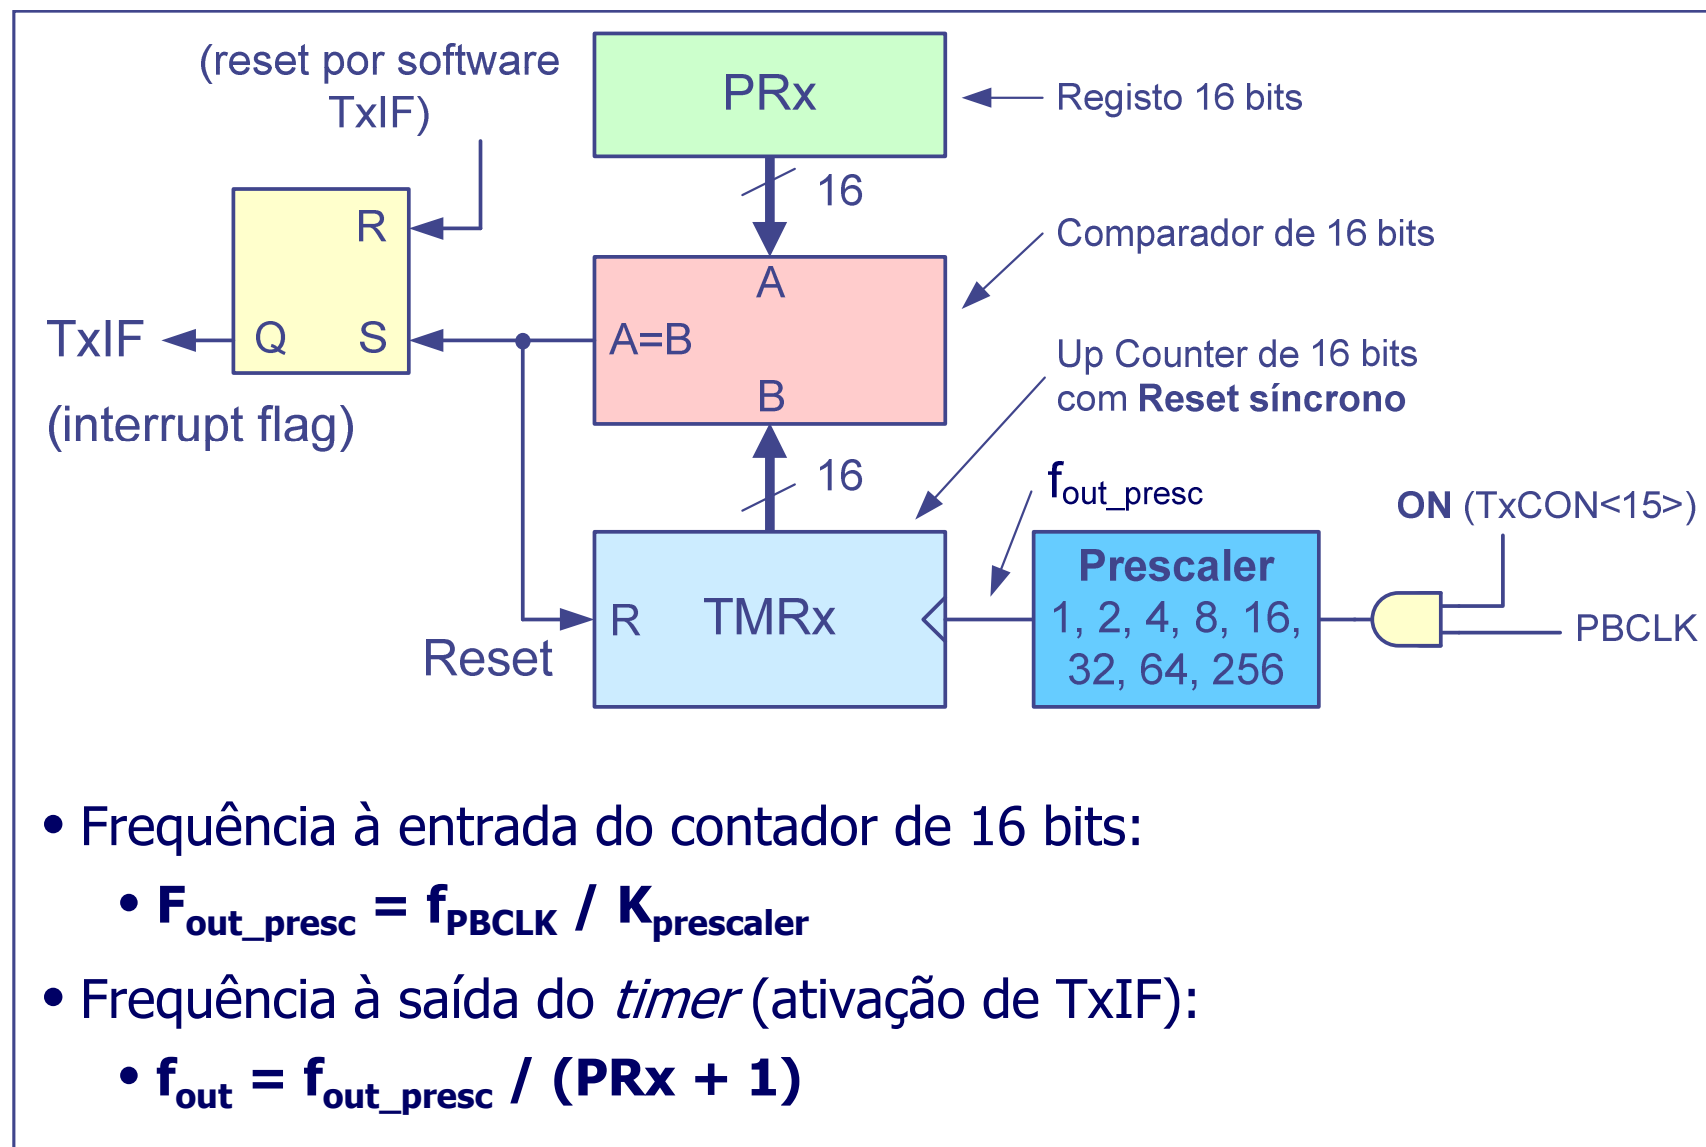 (reset por software
TxIF)
PRx
Registo 16 bits
16
R
Comparador de 16 bits
A
TxIF
Q
S
A=B
B
Up Counter de 16 bits
com Reset síncrono
(interrupt flag)
16
fout_presc
ON (TxCON<15>)
Prescaler
1, 2, 4, 8, 16,
32, 64, 256
R
TMRx
PBCLK
Reset
• Frequência à entrada do contador de 16 bits:
• Fout_presc = fPBCLK / Kprescaler
• Frequência à saída do timer (ativação de TxIF):
• fout = fout_presc / (PRx + 1)